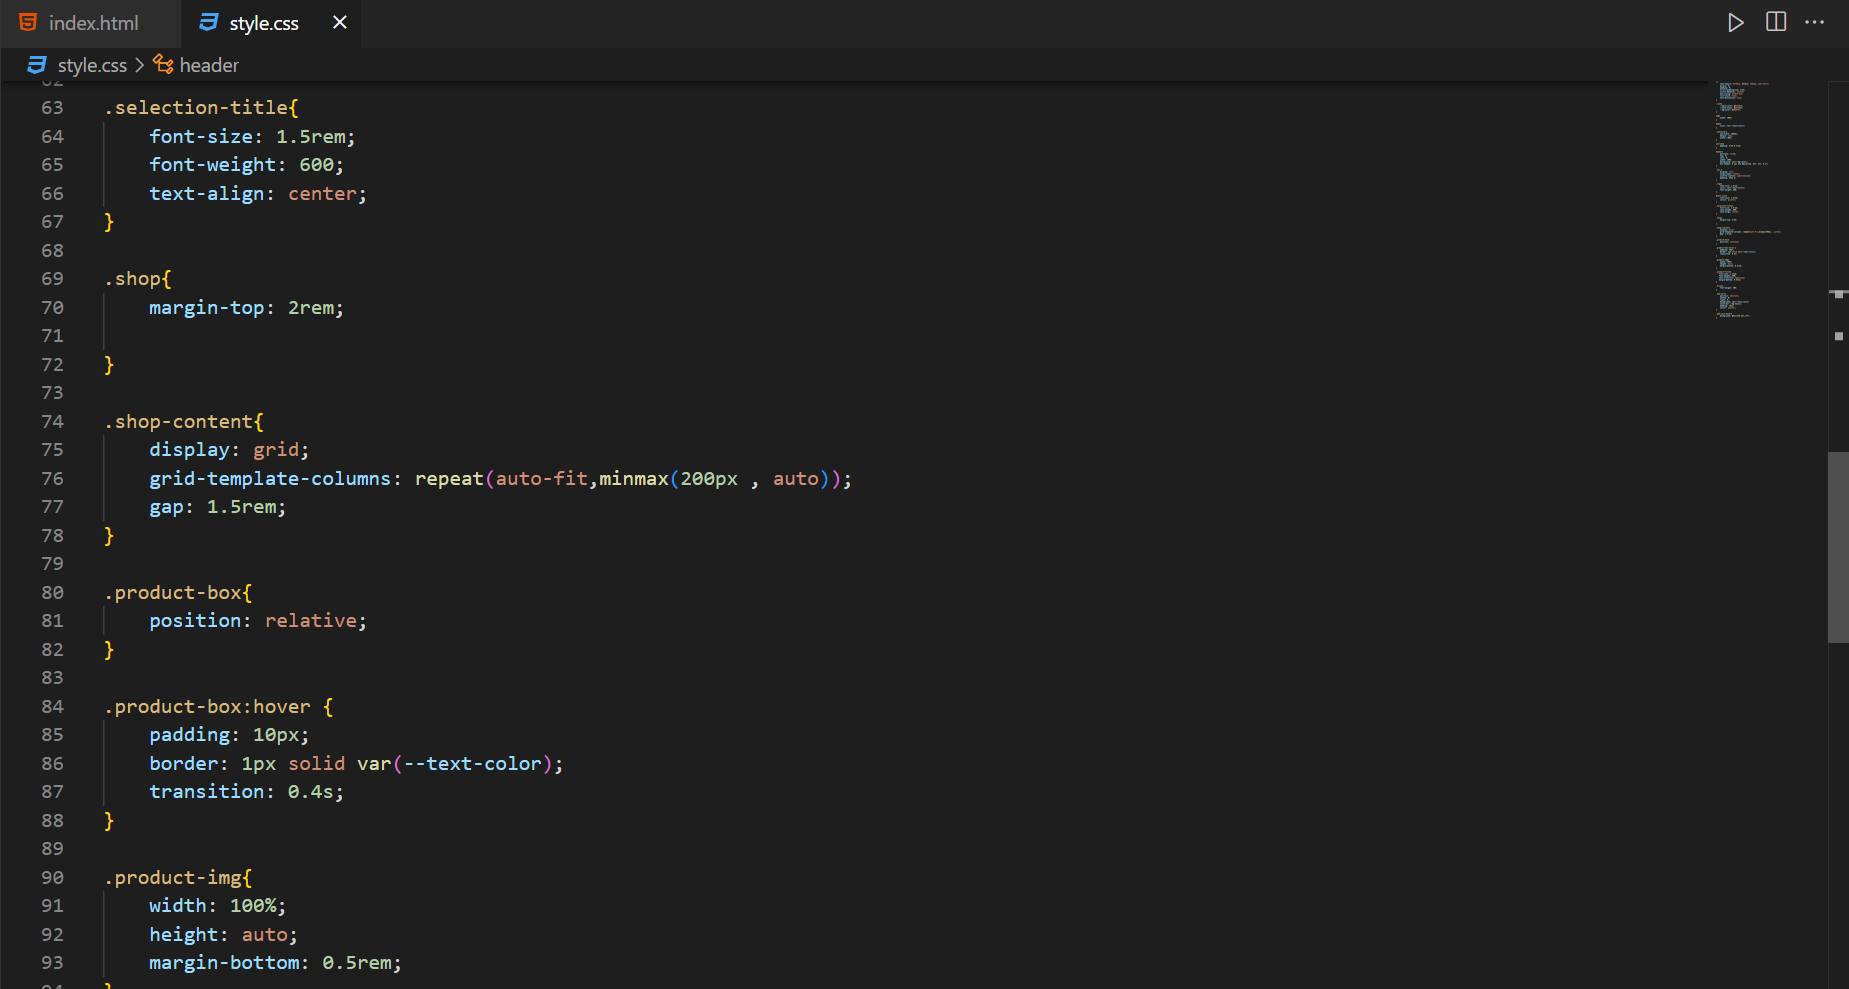 index.html
style.css
style.css > header
62
63 .selection-title{
64     font-size: 1.5rem;
65     font-weight: 600;
66     text-align: center;
67 }
68
69 .shop{
70     margin-top: 2rem;
71
72 }
73
74 .shop-content{
75     display: grid;
76     grid-template-columns: repeat(auto-fit,minmax(200px , auto));
77     gap: 1.5rem;
78 }
79
80 .product-box{
81     position: relative;
82 }
83
84 .product-box:hover {
85     padding: 10px;
86     border: 1px solid var(--text-color);
87     transition: 0.4s;
88 }
89
90 .product-img{
91     width: 100%;
92     height: auto;
93     margin-bottom: 0.5rem;
94 }